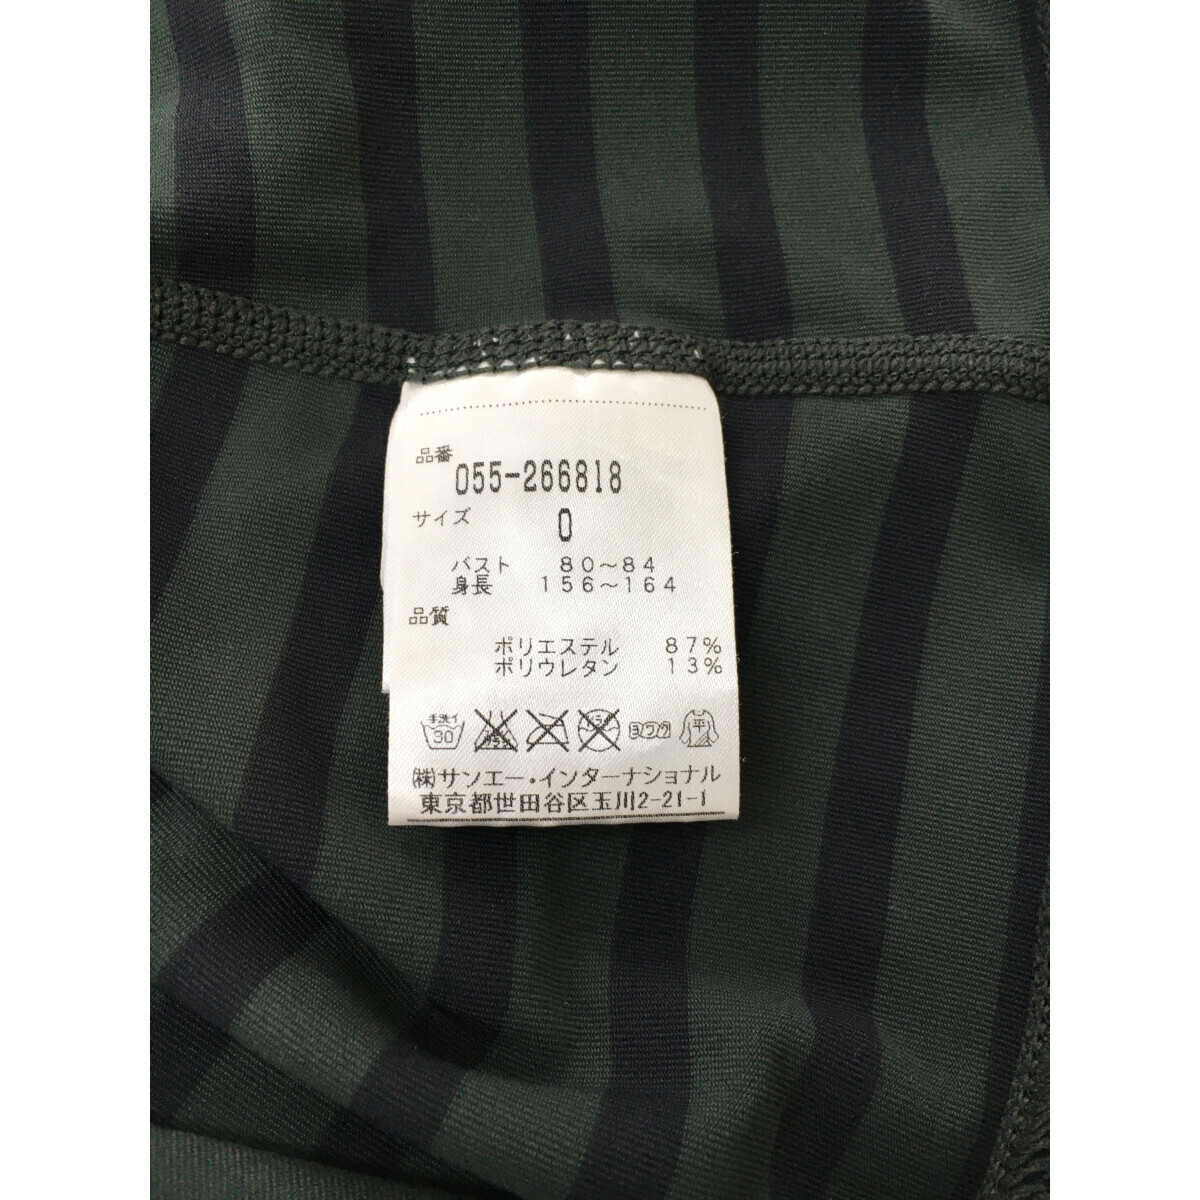 品番
055-266818
サイズ 0
バスト 80～84
身長 156～164
品質
ポリエステル 87%
ポリウレタン 13%
手洗イ 30 ヨワク 平
㈱サンエー・インターナショナル
東京都世田谷区玉川2-21-1